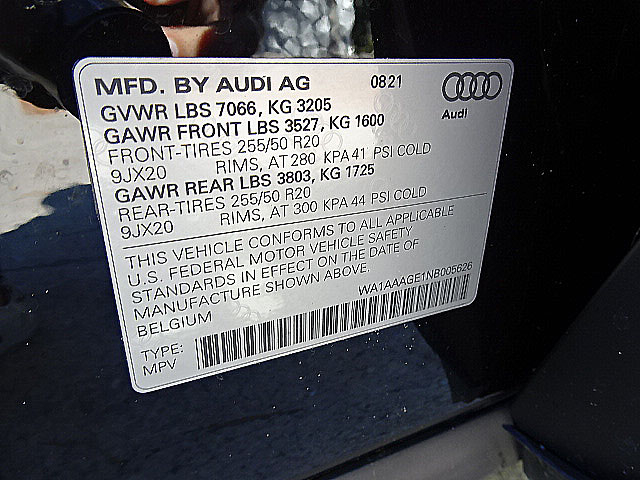 MFD. BY AUDI AG 0821
Audi
GVWR LBS 7066, KG 3205
GAWR FRONT LBS 3527, KG 1600
FRONT-TIRES 255/50 R20
9JX20 RIMS, AT 280 KPA 41 PSI COLD
GAWR REAR LBS 3803, KG 1725
REAR-TIRES 255/50 R20
9JX20 RIMS, AT 300 KPA 44 PSI COLD
THIS VEHICLE CONFORMS TO ALL APPLICABLE
U.S. FEDERAL MOTOR VEHICLE SAFETY
STANDARDS IN EFFECT ON THE DATE OF
MANUFACTURE SHOWN ABOVE.
BELGIUM
WA1AAAGE1NB005626
TYPE:
MPV